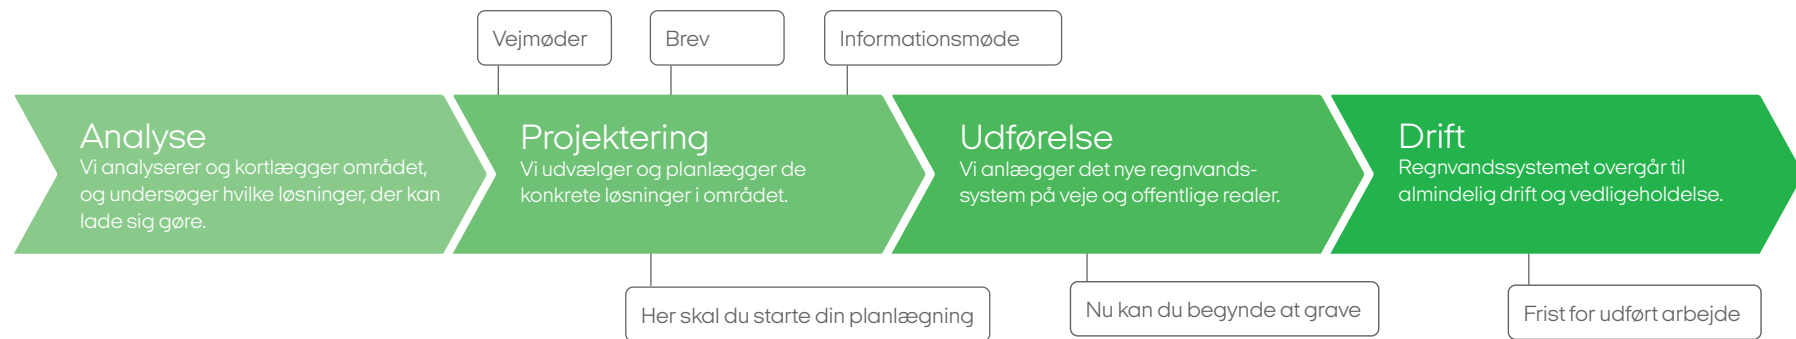 Vejmøder
Brev
Informationsmøde
Analyse
Vi analyserer og kortlægger området,
og undersøger hvilke løsninger, der kan
lade sig gøre.
Projektering
Vi udvælger og planlægger de
konkrete løsninger i området.
Udførelse
Vi anlægger det nye regnvands-
system på veje og offentlige realer.
Drift
Regnvandssystemet overgår til
almindelig drift og vedligeholdelse.
Her skal du starte din planlægning
Nu kan du begynde at grave
Frist for udført arbejde